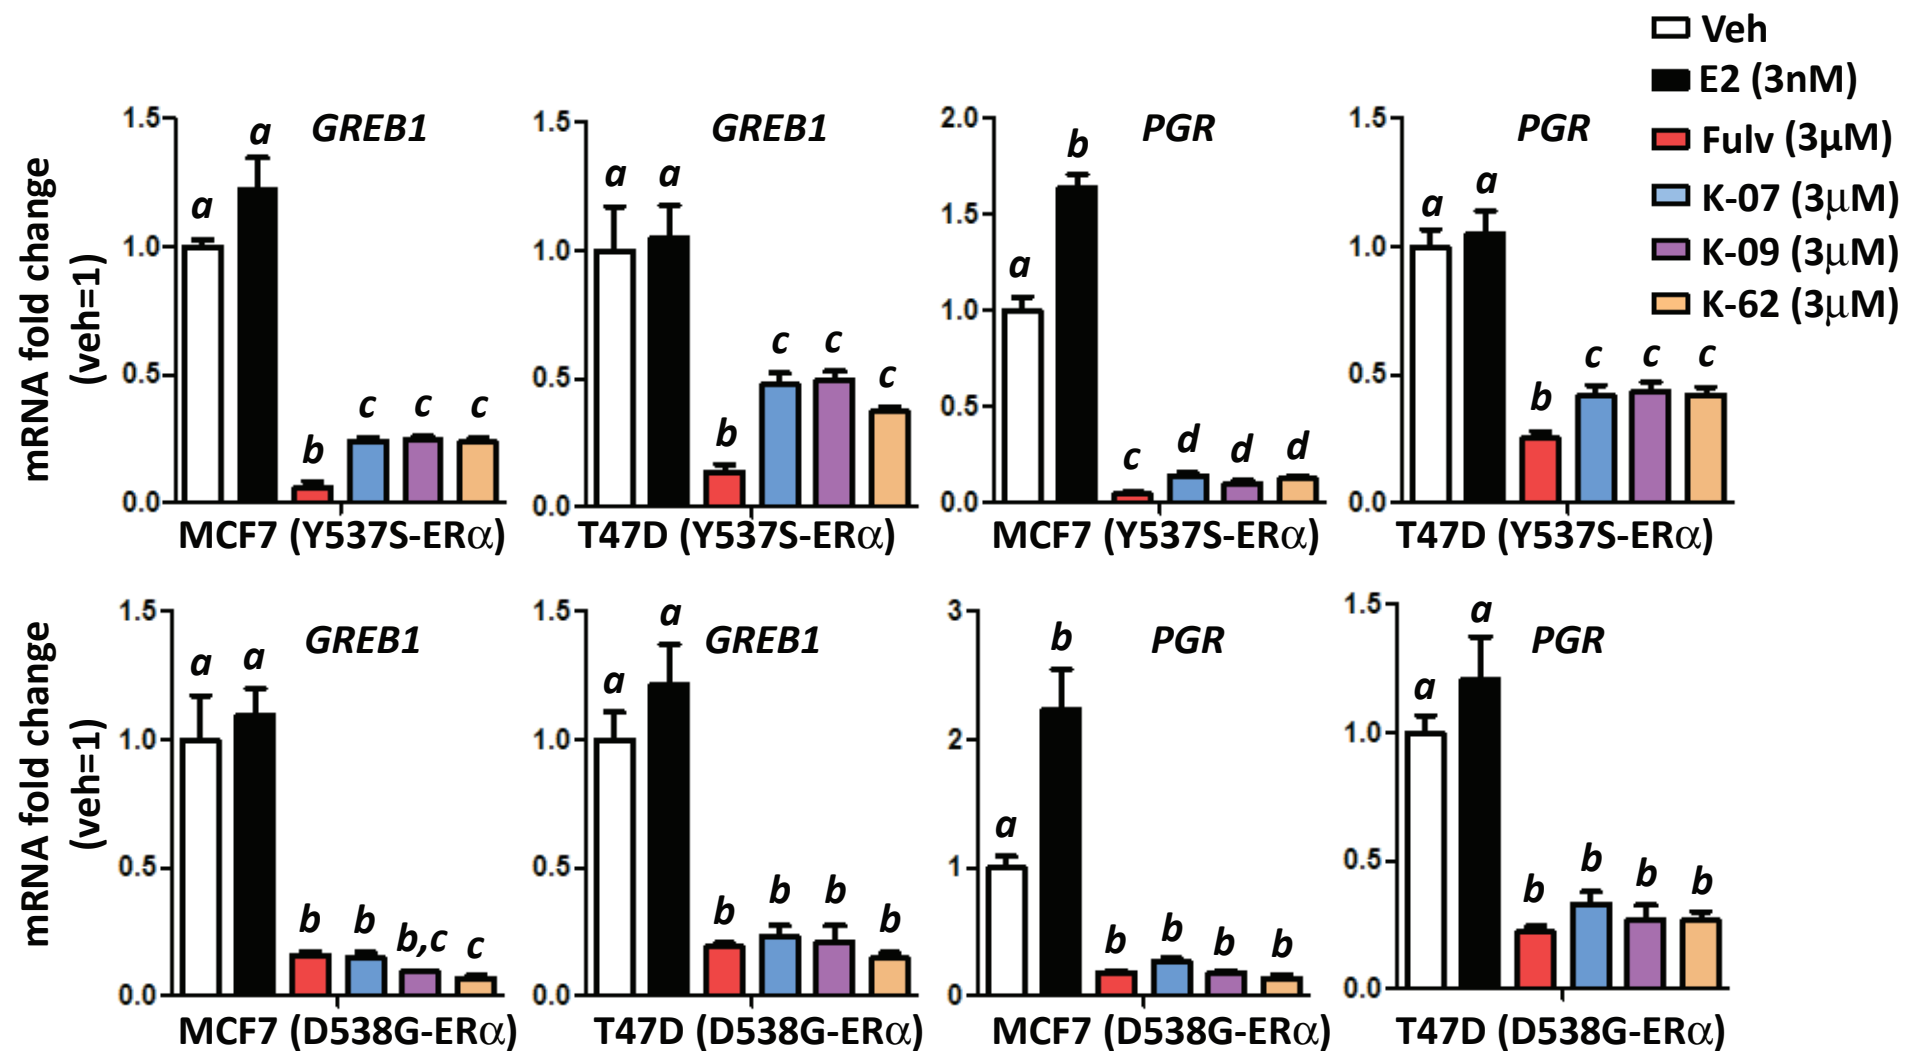 Veh
E2 (3nM)
Fulv (3µM)
K-07 (3µM)
K-09 (3µM)
K-62 (3µM)
mRNA fold change
(veh=1)
1.5
1.0
0.5
0.0
GREB1
a
a
b
c
c
c
MCF7 (Y537S-ERα)
1.5
1.0
0.5
0.0
GREB1
a
a
b
c
c
c
T47D (Y537S-ERα)
2.0
1.5
1.0
0.5
0.0
PGR
a
b
c
d
d
d
MCF7 (Y537S-ERα)
1.5
1.0
0.5
0.0
PGR
a
a
b
c
c
c
T47D (Y537S-ERα)
mRNA fold change
(veh=1)
1.5
1.0
0.5
0.0
GREB1
a
a
b
b
b,c
c
MCF7 (D538G-ERα)
1.5
1.0
0.5
0.0
GREB1
a
a
b
b
b
b
T47D (D538G-ERα)
3
2
1
0
PGR
a
b
b
b
b
b
MCF7 (D538G-ERα)
1.5
1.0
0.5
0.0
PGR
a
a
b
b
b
b
T47D (D538G-ERα)